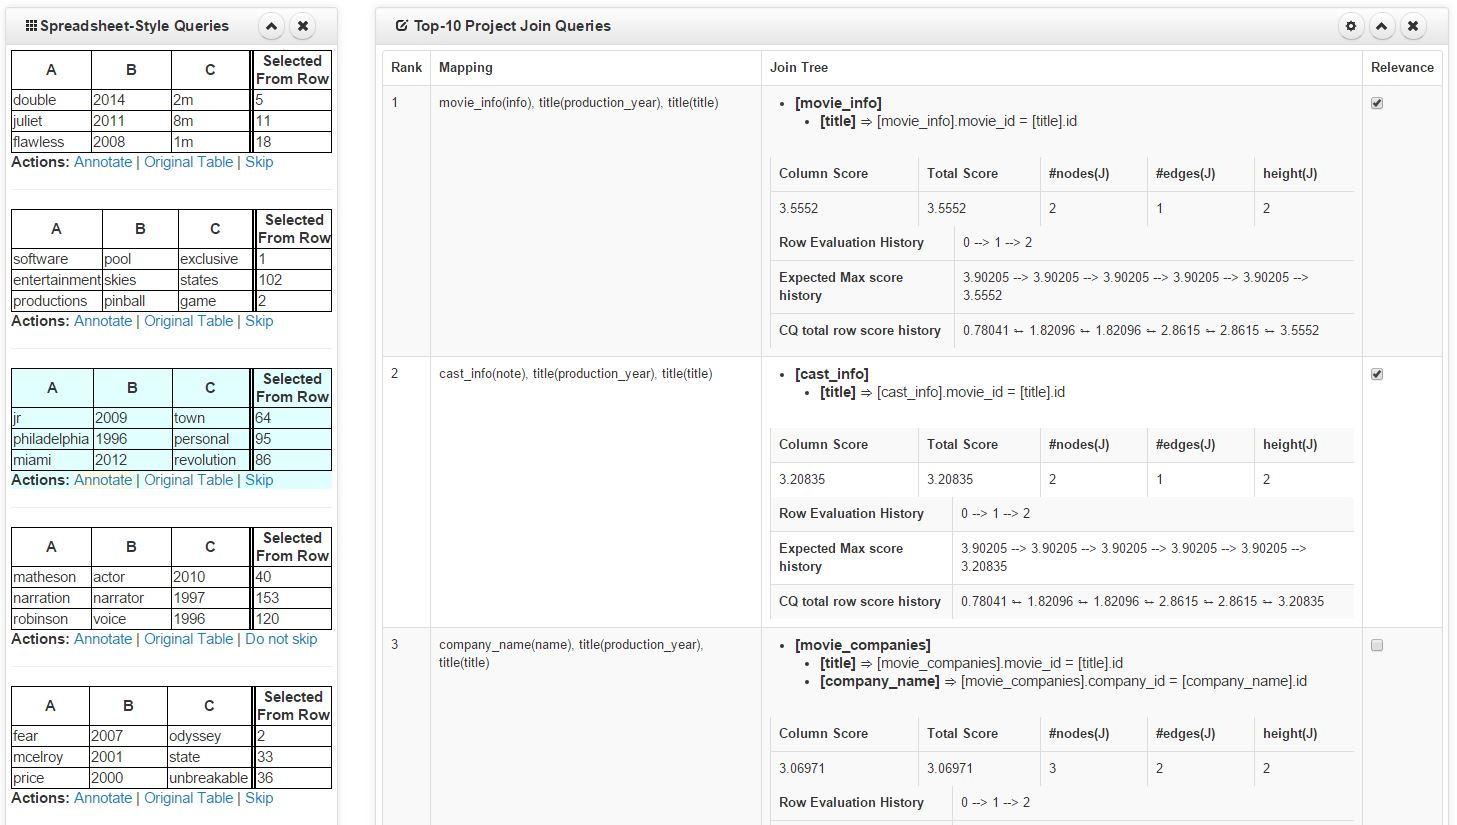 Spreadsheet-Style Queries
A B C Selected From Row
double 2014 2m 5
juliet 2011 8m 11
flawless 2008 1m 18
Actions: Annotate | Original Table | Skip
A B C Selected From Row
software pool exclusive 1
entertainment skies states 102
productions pinball game 2
Actions: Annotate | Original Table | Skip
A B C Selected From Row
jr 2009 town 64
philadelphia 1996 personal 95
miami 2012 revolution 86
Actions: Annotate | Original Table | Skip
A B C Selected From Row
matheson actor 2010 40
narration narrator 1997 153
robinson voice 1996 120
Actions: Annotate | Original Table | Do not skip
A B C Selected From Row
fear 2007 odyssey 2
mcelroy 2001 state 33
price 2000 unbreakable 36
Actions: Annotate | Original Table | Skip
Top-10 Project Join Queries
Rank Mapping Join Tree Relevance
1 movie_info(info), title(production_year), title(title)
[movie_info]
[title] ⇒ [movie_info].movie_id = [title].id
Column Score Total Score #nodes(J) #edges(J) height(J)
3.5552 3.5552 2 1 2
Row Evaluation History 0 --> 1 --> 2
Expected Max score history 3.90205 --> 3.90205 --> 3.90205 --> 3.90205 --> 3.90205 -->
3.5552
CQ total row score history 0.78041 ↜ 1.82096 ↜ 1.82096 ↜ 2.8615 ↜ 2.8615 ↜ 3.5552
2 cast_info(note), title(production_year), title(title)
[cast_info]
[title] ⇒ [cast_info].movie_id = [title].id
Column Score Total Score #nodes(J) #edges(J) height(J)
3.20835 3.20835 2 1 2
Row Evaluation History 0 --> 1 --> 2
Expected Max score history 3.90205 --> 3.90205 --> 3.90205 --> 3.90205 --> 3.90205 -->
3.20835
CQ total row score history 0.78041 ↜ 1.82096 ↜ 1.82096 ↜ 2.8615 ↜ 2.8615 ↜ 3.20835
3 company_name(name), title(production_year),
title(title)
[movie_companies]
[title] ⇒ [movie_companies].movie_id = [title].id
[company_name] ⇒ [movie_companies].company_id = [company_name].id
Column Score Total Score #nodes(J) #edges(J) height(J)
3.06971 3.06971 3 2 2
Row Evaluation History 0 --> 1 --> 2